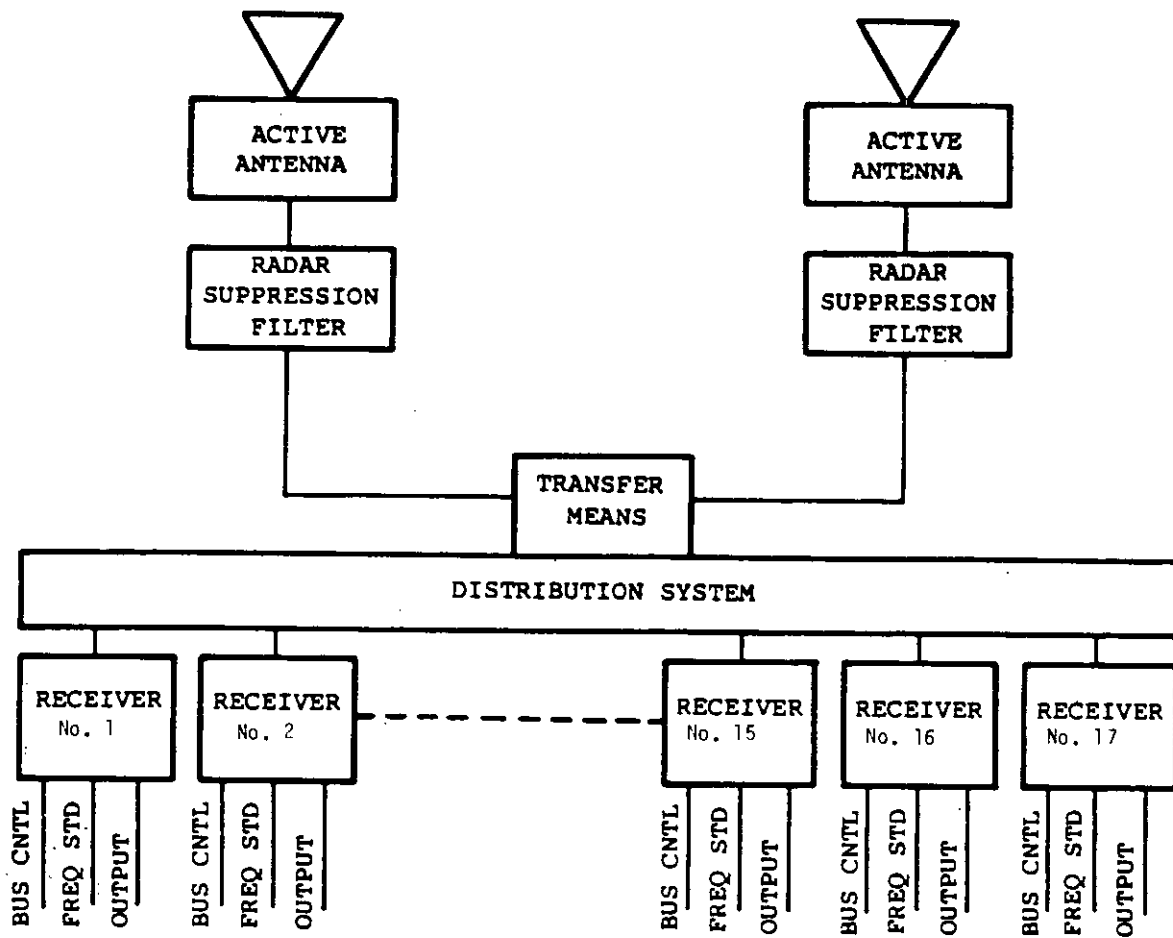 ACTIVE
ANTENNA
ACTIVE
ANTENNA
RADAR
SUPPRESSION
FILTER
RADAR
SUPPRESSION
FILTER
TRANSFER
MEANS
DISTRIBUTION SYSTEM
RECEIVER
No. 1
RECEIVER
No. 2
RECEIVER
No. 15
RECEIVER
No. 16
RECEIVER
No. 17
BUS CNTL
FREQ STD
OUTPUT
BUS CNTL
FREQ STD
OUTPUT
BUS CNTL
FREQ STD
OUTPUT
BUS CNTL
FREQ STD
OUTPUT
BUS CNTL
FREQ STD
OUTPUT